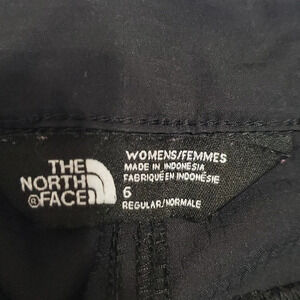 THE
NORTH
®FACE
WOMENS/FEMMES
MADE IN INDONESIA
FABRIQUÉ EN INDONÉSIE
6
REGULAR/NORMALE